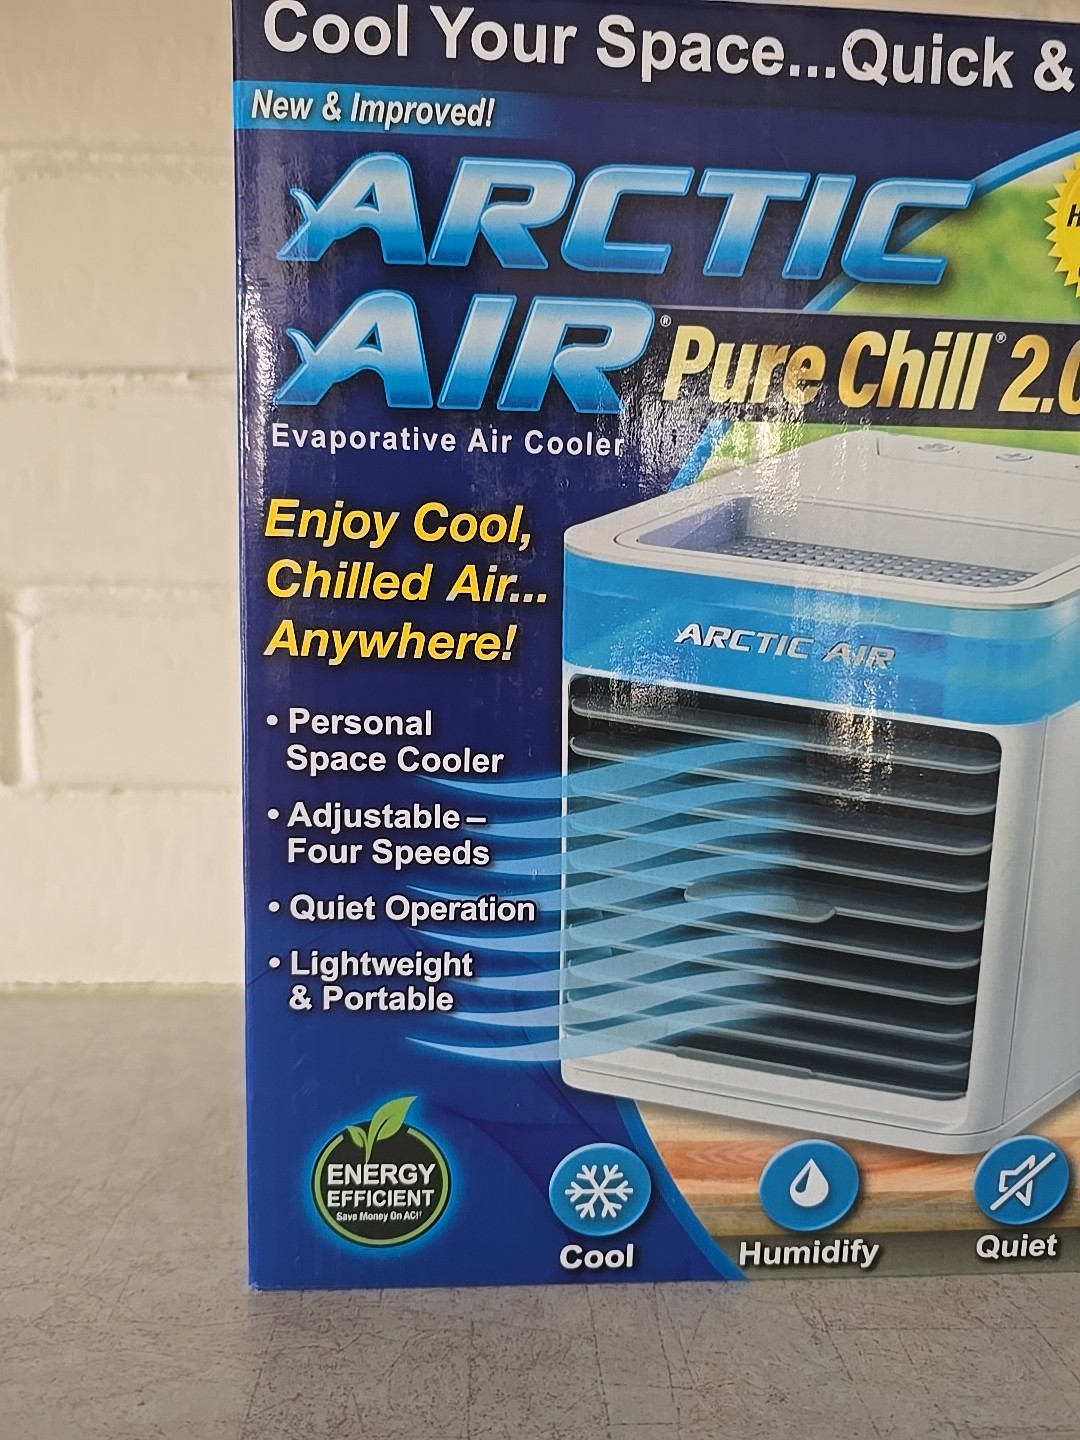 Cool Your Space...Quick &
New & Improved!
ARCTIC
AIR® Pure Chill® 2.0
Evaporative Air Cooler
Enjoy Cool,
Chilled Air...
Anywhere!
• Personal
Space Cooler
• Adjustable–
Four Speeds
• Quiet Operation
• Lightweight
& Portable
ARCTIC AIR
ENERGY
EFFICIENT
Save Money On AC!†
Cool
Humidify
Quiet